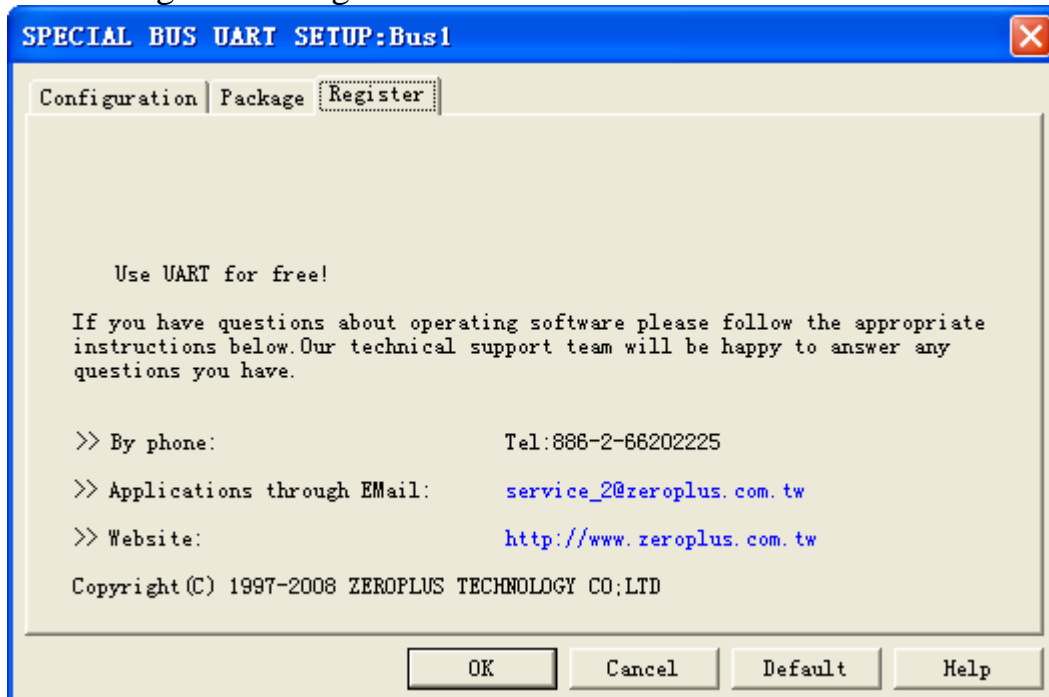 SPECIAL BUS UART SETUP:Bus1
Configuration Package Register
Use UART for free!
If you have questions about operating software please follow the appropriate
instructions below.Our technical support team will be happy to answer any
questions you have.
>> By phone: Tel:886-2-66202225
>> Applications through EMail: service_2@zeroplus.com.tw
>> Website: http://www.zeroplus.com.tw
Copyright(C) 1997-2008 ZEROPLUS TECHNOLOGY CO;LTD
OK Cancel Default Help